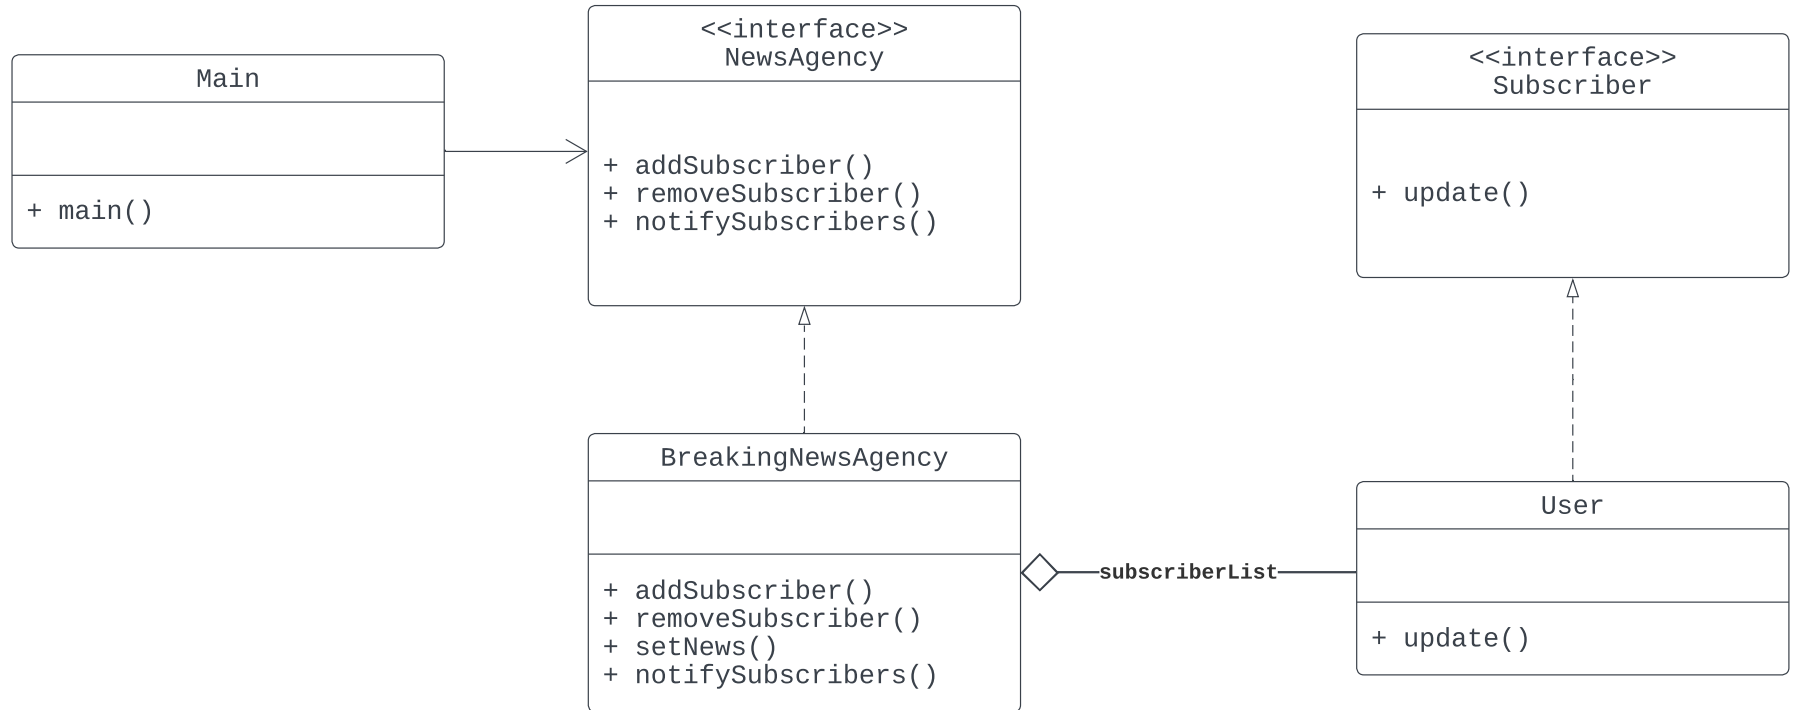 Main
+ main()
<<interface>>
NewsAgency
+ addSubscriber()
+ removeSubscriber()
+ notifySubscribers()
<<interface>>
Subscriber
+ update()
BreakingNewsAgency
+ addSubscriber()
+ removeSubscriber()
+ setNews()
+ notifySubscribers()
subscriberList
User
+ update()